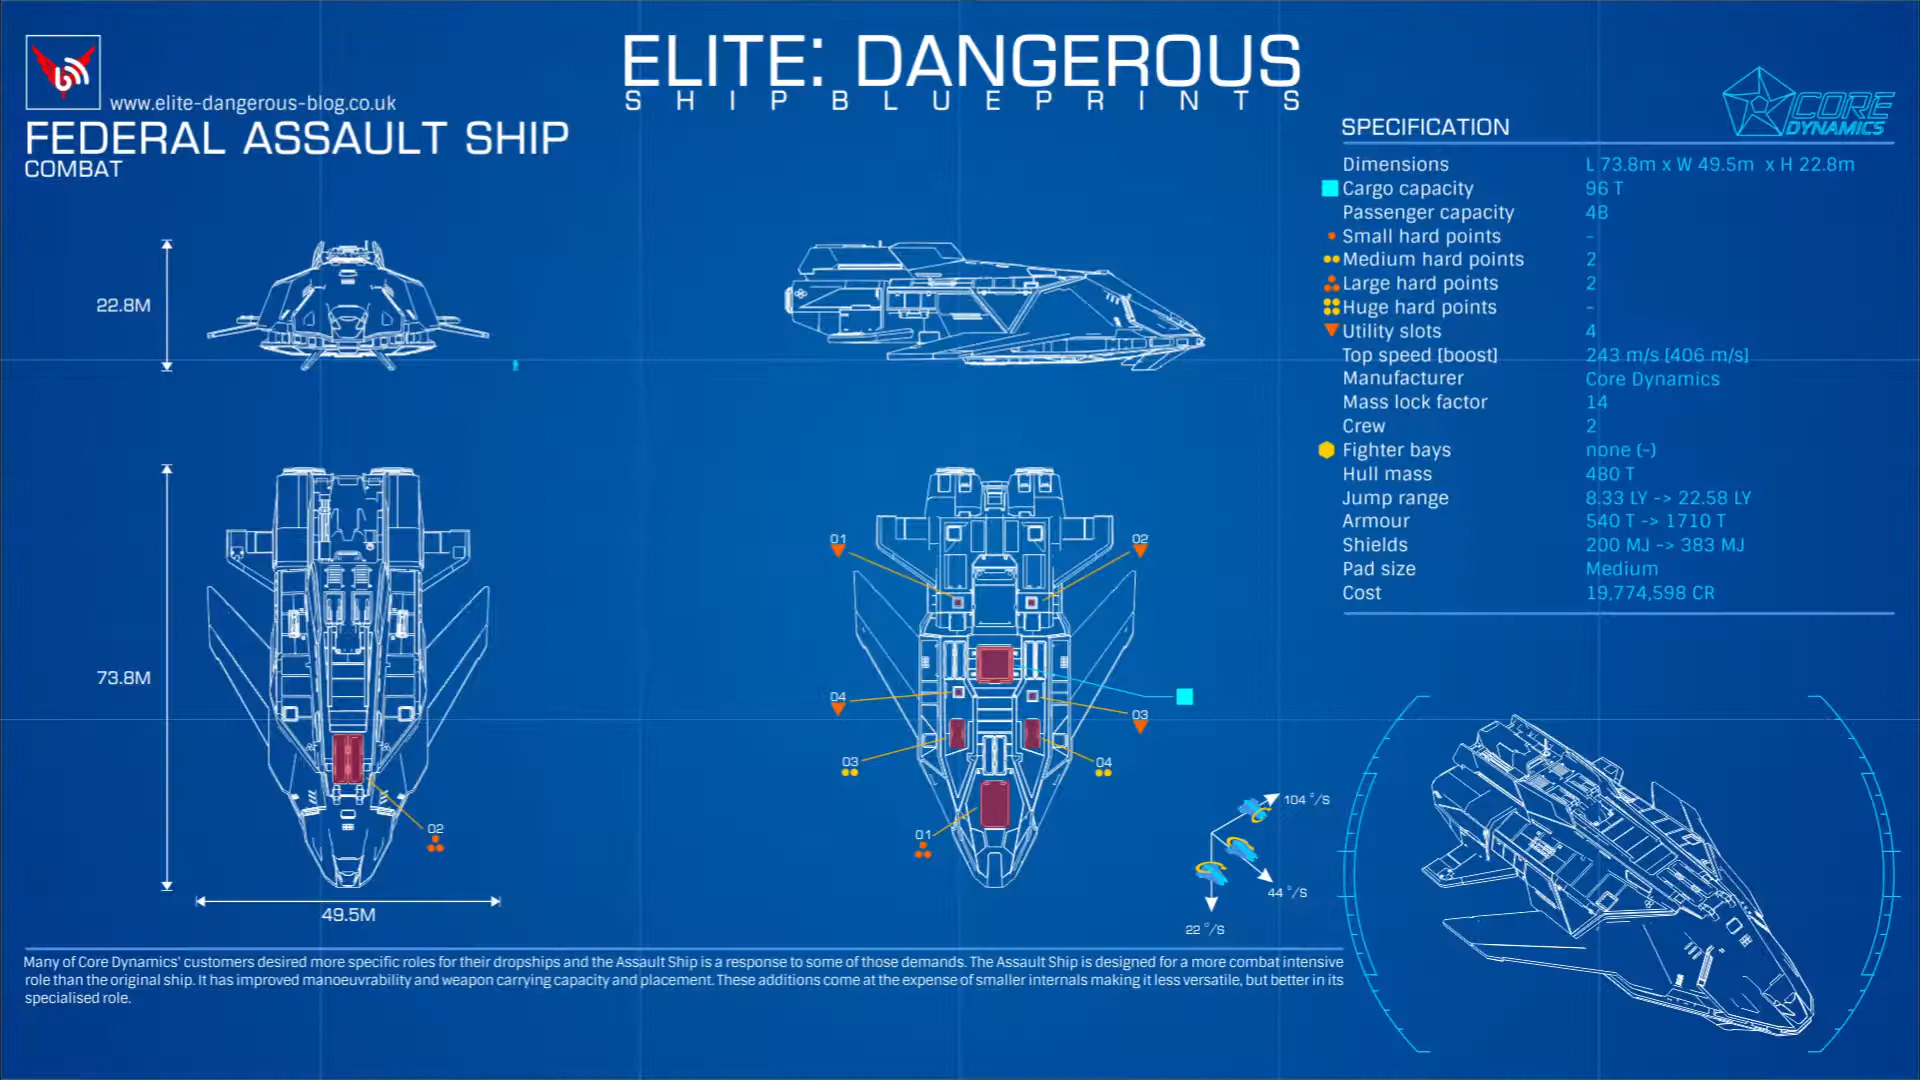 ELITE: DANGEROUS
SHIP BLUEPRINTS
www.elite-dangerous-blog.co.uk
FEDERAL ASSAULT SHIP
COMBAT
CORE
DYNAMICS
SPECIFICATION
Dimensions L 73.8m x W 49.5m x H 22.8m
Cargo capacity 96 T
Passenger capacity 48
Small hard points -
Medium hard points 2
Large hard points 2
Huge hard points -
Utility slots 4
Top speed [boost] 243 m/s [406 m/s]
Manufacturer Core Dynamics
Mass lock factor 14
Crew 2
Fighter bays none (-)
Hull mass 480 T
Jump range 8.33 LY -> 22.58 LY
Armour 540 T -> 1710 T
Shields 200 MJ -> 383 MJ
Pad size Medium
Cost 19,774,598 CR
22.8M
73.8M
49.5M
02
01
02
04
03
03
04
01
104 °/S
44 °/S
22 °/S
Many of Core Dynamics' customers desired more specific roles for their dropships and the Assault Ship is a response to some of those demands. The Assault Ship is designed for a more combat intensive
role than the original ship. It has improved manoeuvrability and weapon carrying capacity and placement. These additions come at the expense of smaller internals making it less versatile, but better in its
specialised role.